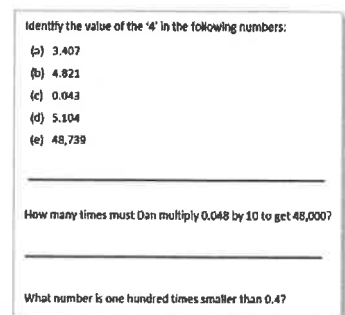 Identify the value of the '4' in the following numbers:
(a) 3.407
(b) 4.821
(c) 0.043
(d) 5.104
(e) 48,739
How many times must Dan multiply 0.048 by 10 to get 48,000?
What number is one hundred times smaller than 0.4?